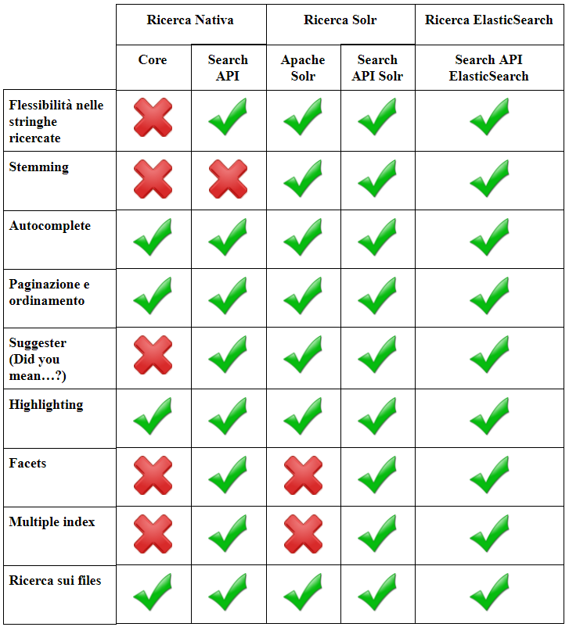 Ricerca Nativa
Ricerca Solr
Ricerca ElasticSearch
Core
Search
API
Apache
Solr
Search
API Solr
Search API
ElasticSearch
Flessibilità nelle
stringhe
ricercate
Stemming
Autocomplete
Paginazione e
ordinamento
Suggester
(Did you
mean…?)
Highlighting
Facets
Multiple index
Ricerca sui files